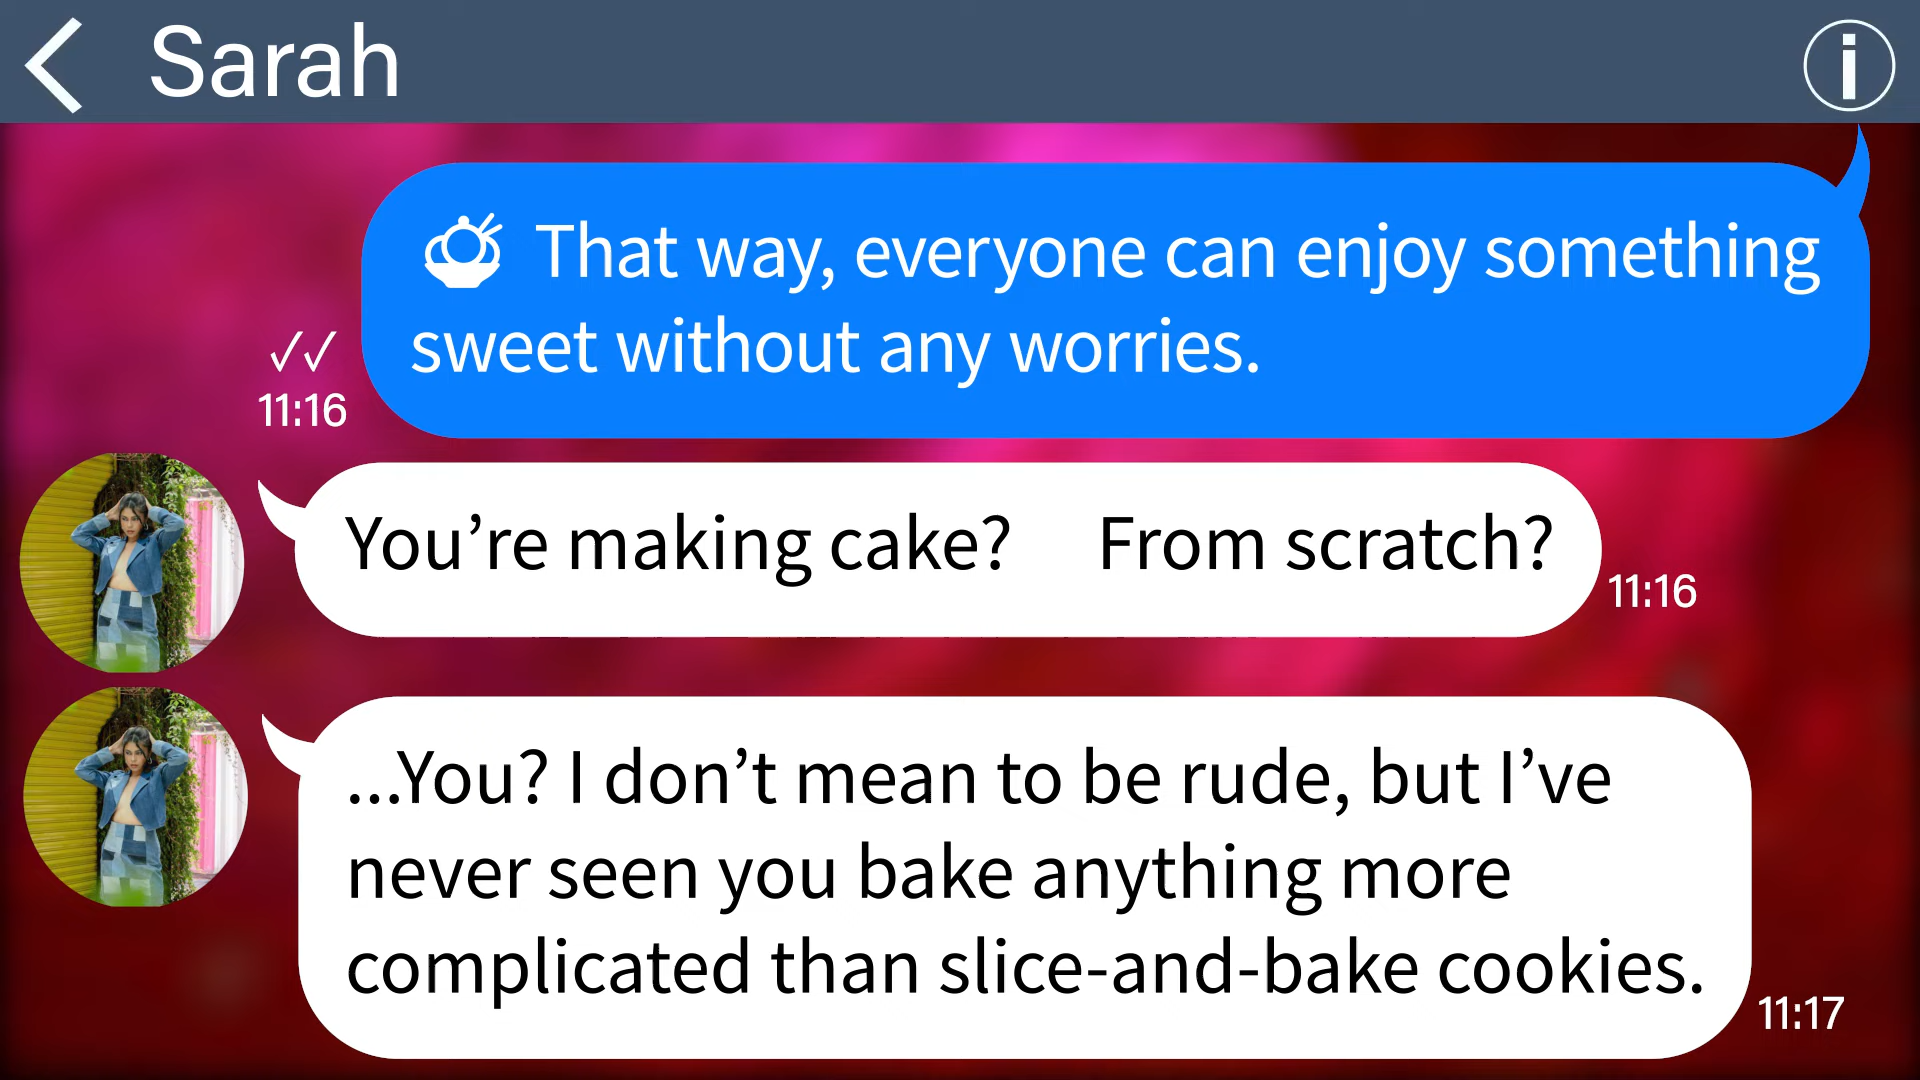 Sarah
That way, everyone can enjoy something
sweet without any worries.
✓✓
11:16
You’re making cake? From scratch?
11:16
...You? I don’t mean to be rude, but I’ve
never seen you bake anything more
complicated than slice-and-bake cookies.
11:17